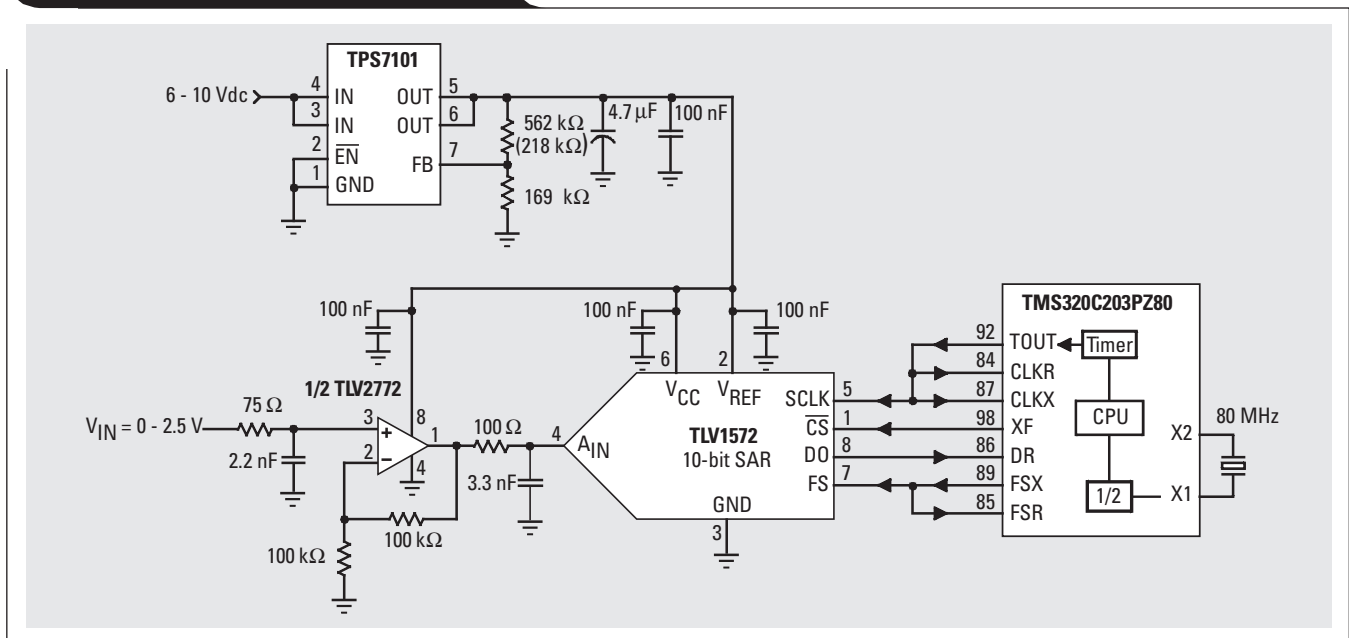 TPS7101
6 - 10 Vdc
4
IN
OUT
5
3
IN
OUT
6
2
EN
FB
7
1
GND
562 kΩ
(218 kΩ)
169 kΩ
4.7 µF
100 nF
100 nF
100 nF
100 nF
1/2 TLV2772
VIN = 0 - 2.5 V
75 Ω
2.2 nF
3
+
2
–
8
1
4
100 Ω
3.3 nF
100 kΩ
100 kΩ
6
2
VCC
VREF
4
AIN
TLV1572
10-bit SAR
GND
3
SCLK
5
CS
1
DO
8
FS
7
TMS320C203PZ80
92
TOUT
Timer
84
CLKR
87
CLKX
98
XF
CPU
86
DR
89
FSX
85
FSR
1/2
X2
X1
80 MHz